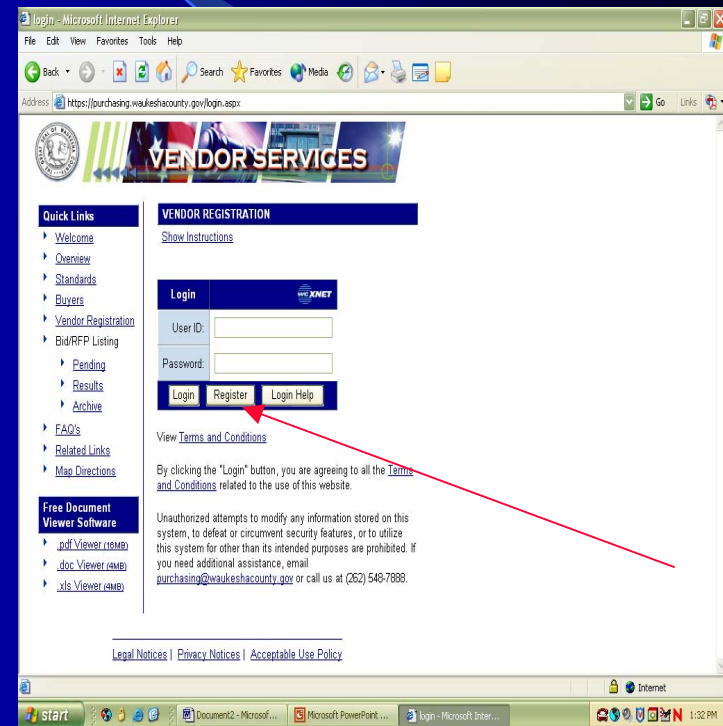 login - Microsoft Internet Explorer
File Edit View Favorites Tools Help
Back Search Favorites Media
Address https://purchasing.waukeshacounty.gov/login.aspx Go Links
VENDOR SERVICES
Quick Links
Welcome
Overview
Standards
Buyers
Vendor Registration
Bid/RFP Listing
Pending
Results
Archive
FAQ's
Related Links
Map Directions
Free Document
Viewer Software
.pdf Viewer (16MB)
.doc Viewer (4MB)
.xls Viewer (4MB)
VENDOR REGISTRATION
Show Instructions
Login WC XNET
User ID:
Password:
Login Register Login Help
View Terms and Conditions
By clicking the "Login" button, you are agreeing to all the Terms
and Conditions related to the use of this website.
Unauthorized attempts to modify any information stored on this
system, to defeat or circumvent security features, or to utilize
this system for other than its intended purposes are prohibited. If
you need additional assistance, email
purchasing@waukeshacounty.gov or call us at (262) 548-7888.
Legal Notices | Privacy Notices | Acceptable Use Policy
Internet
start Document2 - Microsof... Microsoft PowerPoint ... login - Microsoft Inter... 1:32 PM